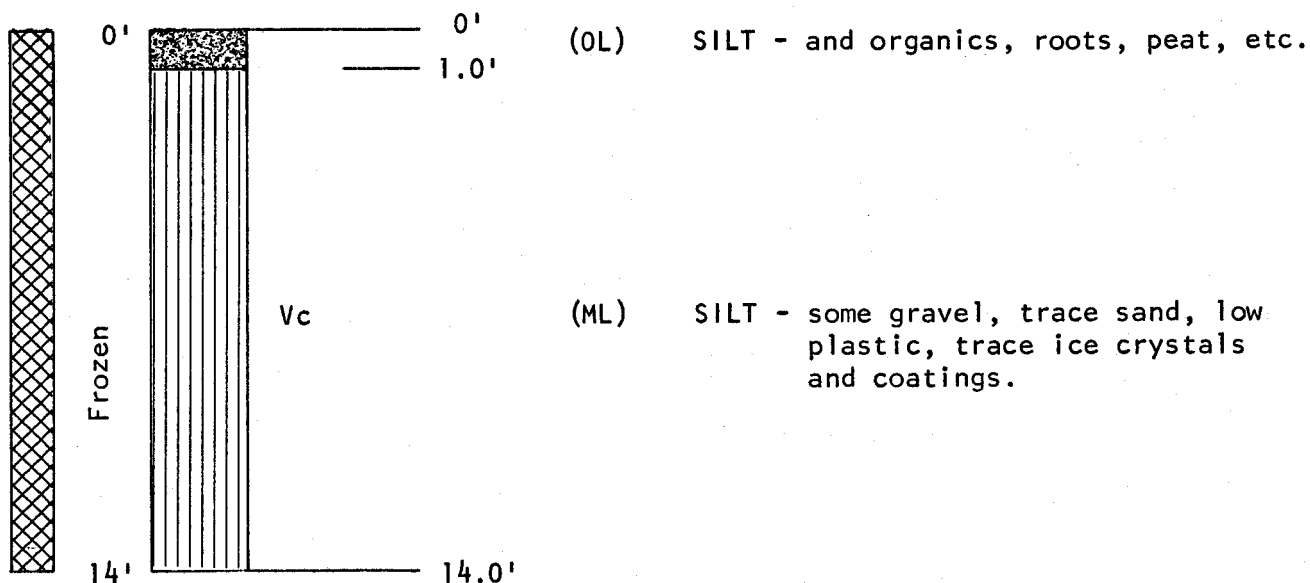 0' 0' (OL) SILT - and organics, roots, peat, etc.
1.0'
Vc (ML) SILT - some gravel, trace sand, low
plastic, trace ice crystals
and coatings.
Frozen
14' 14.0'